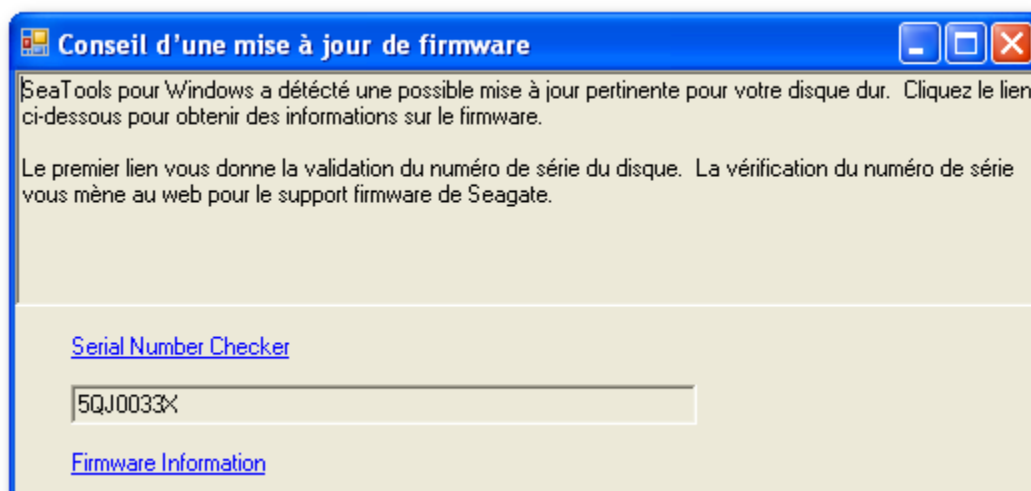 Conseil d'une mise à jour de firmware
SeaTools pour Windows a détécté une possible mise à jour pertinente pour votre disque dur. Cliquez le lien
ci-dessous pour obtenir des informations sur le firmware.
Le premier lien vous donne la validation du numéro de série du disque. La vérification du numéro de série
vous mène au web pour le support firmware de Seagate.
Serial Number Checker
5QJ0033X
Firmware Information